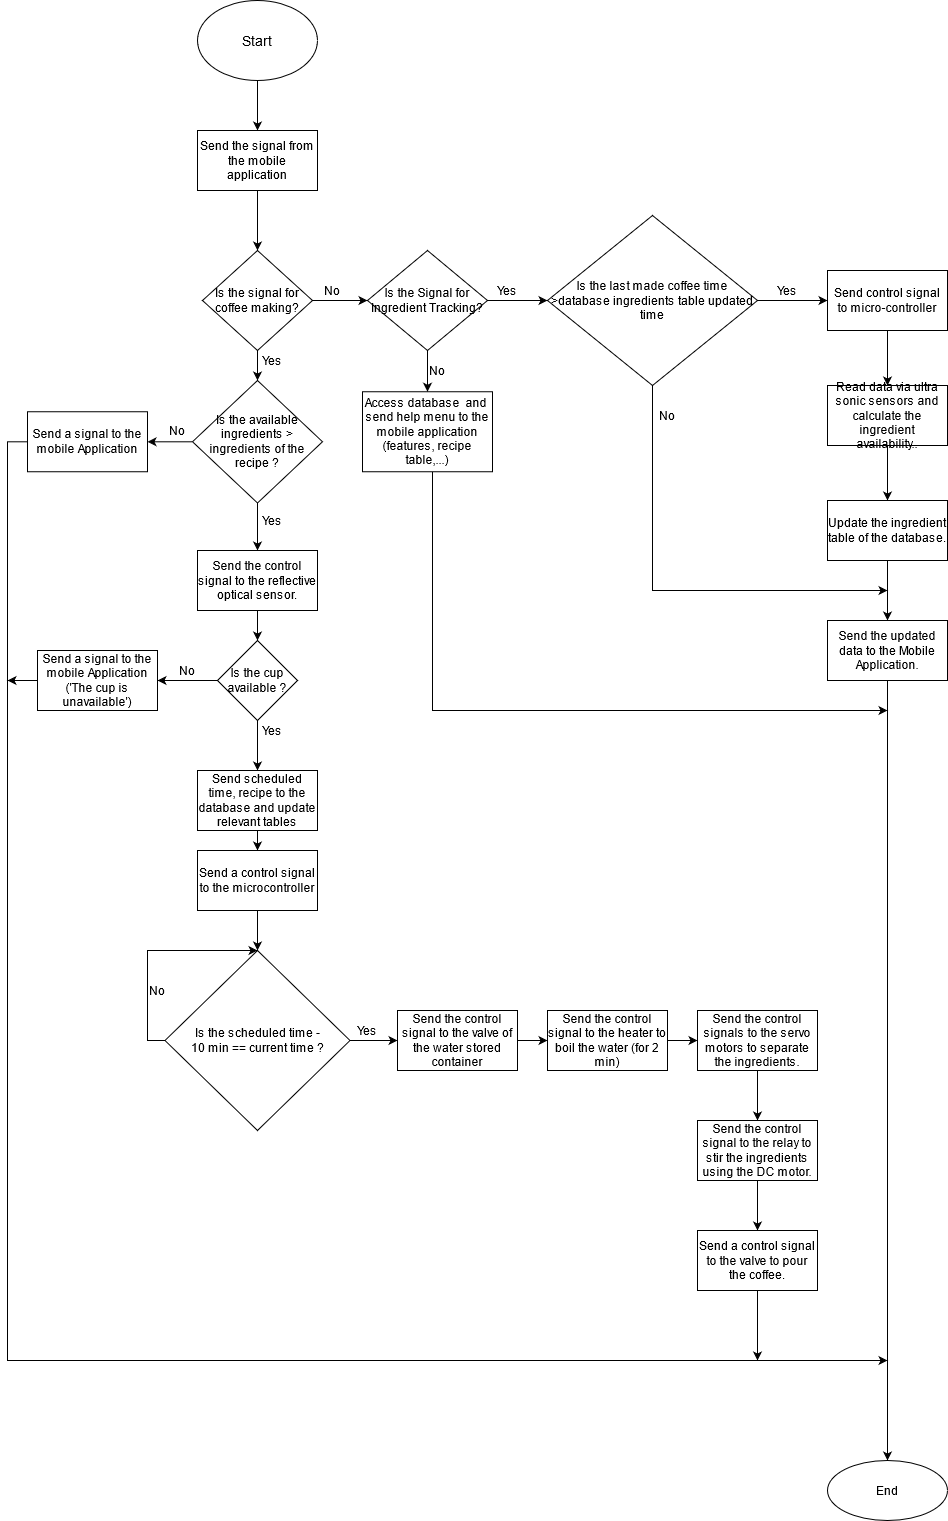 Start
Send the signal from
the mobile
application
Is the signal for
coffee making?
No
Is the Signal for
Ingredient Tracking?
Yes
Is the last made coffee time
>database ingredients table updated
time
Yes
Send control signal
to micro-controller
Yes
No
No
Read data via ultra
sonic sensors and
calculate the
ingredient
availability..
Is the available
ingredients >
ingredients of the
recipe ?
No
Send a signal to the
mobile Application
Access database  and
send help menu to the
mobile application
(features, recipe
table,...)
Yes
Update the ingredient
table of the database.
Send the control
signal to the reflective
optical sensor.
Send the updated
data to the Mobile
Application.
Is the cup
available ?
No
Send a signal to the
mobile Application
('The cup is
unavailable')
Yes
Send scheduled
time, recipe to the
database and update
relevant tables
Send a control signal
to the microcontroller
No
Is the scheduled time -
10 min == current time ?
Yes
Send the control
signal to the valve of
the water stored
container
Send the control
signal to the heater to
boil the water (for 2
min)
Send the control
signals to the servo
motors to separate
the ingredients.
Send the control
signal to the relay to
stir the ingredients
using the DC motor.
Send a control signal
to the valve to pour
the coffee.
End